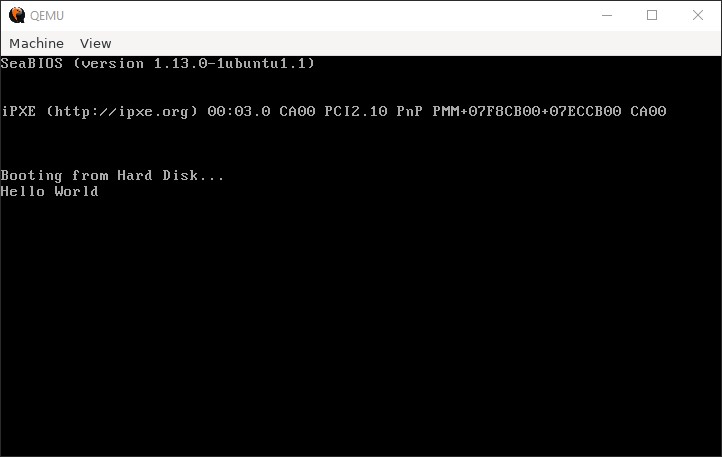 QEMU
Machine View
SeaBIOS (version 1.13.0-1ubuntu1.1)
iPXE (http://ipxe.org) 00:03.0 CA00 PCI2.10 PnP PMM+07F8CB00+07ECCB00 CA00
Booting from Hard Disk...
Hello World